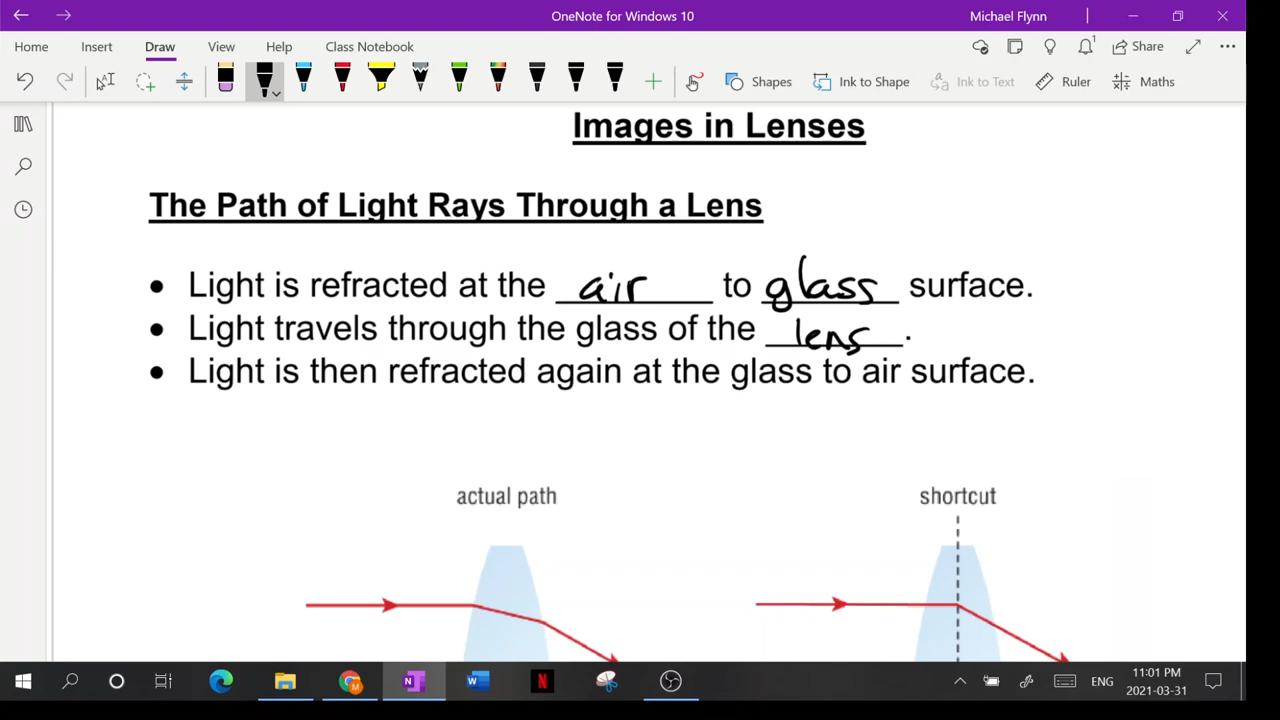 OneNote for Windows 10
Michael Flynn
Home Insert Draw View Help Class Notebook
1
Share
Shapes Ink to Shape Ink to Text Ruler Maths
Images in Lenses
The Path of Light Rays Through a Lens
• Light is refracted at the air to glass surface.
• Light travels through the glass of the lens.
• Light is then refracted again at the glass to air surface.
actual path
shortcut
ENG
11:01 PM
2021-03-31